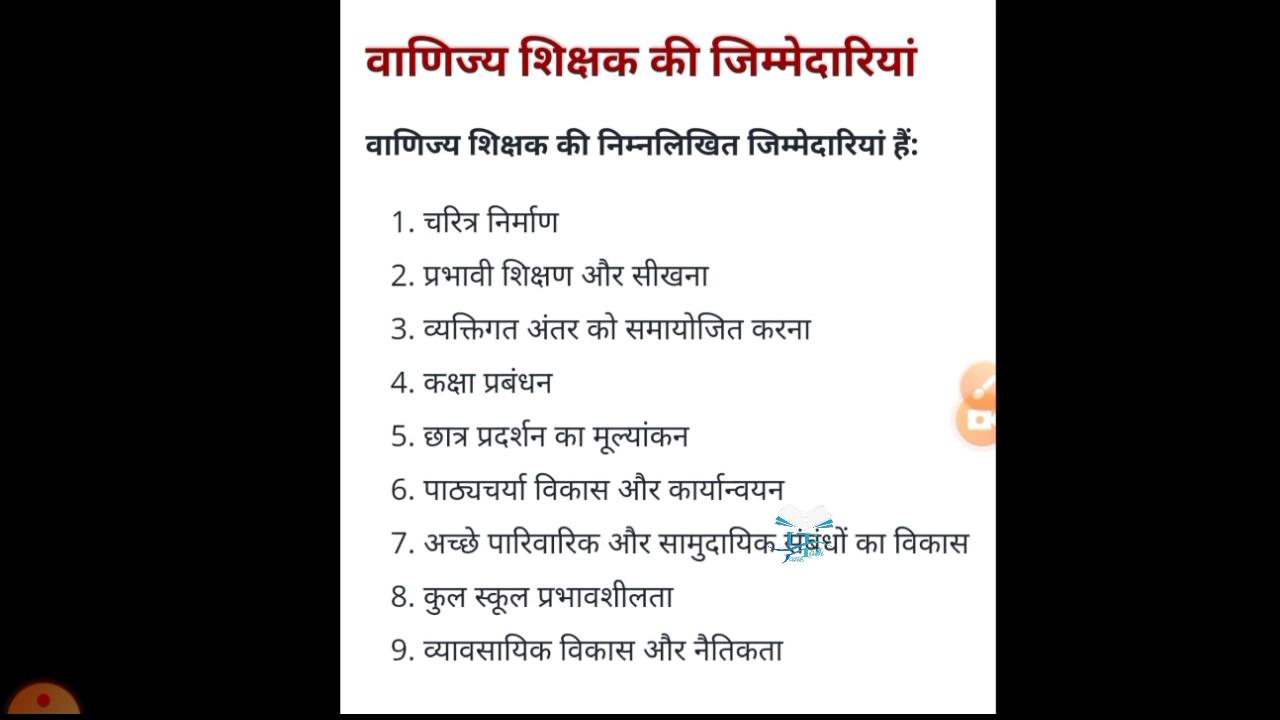 वाणिज्य शिक्षक की जिम्मेदारियां
वाणिज्य शिक्षक की निम्नलिखित जिम्मेदारियां हैं:
1. चरित्र निर्माण
2. प्रभावी शिक्षण और सीखना
3. व्यक्तिगत अंतर को समायोजित करना
4. कक्षा प्रबंधन
5. छात्र प्रदर्शन का मूल्यांकन
6. पाठ्यचर्या विकास और कार्यान्वयन
7. अच्छे पारिवारिक और सामुदायिक संबंधों का विकास
8. कुल स्कूल प्रभावशीलता
9. व्यावसायिक विकास और नैतिकता